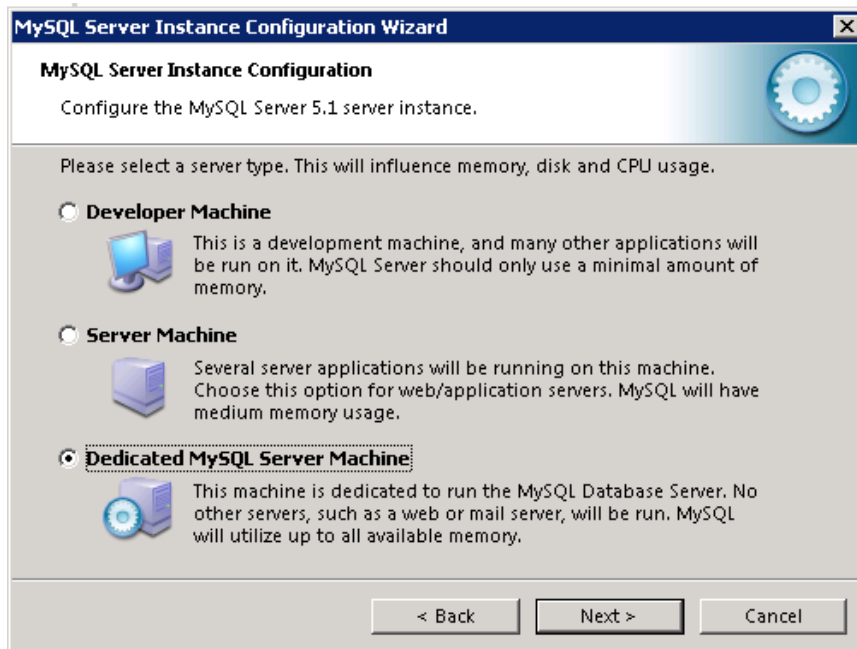 MySQL Server Instance Configuration Wizard
MySQL Server Instance Configuration
Configure the MySQL Server 5.1 server instance.
Please select a server type. This will influence memory, disk and CPU usage.
Developer Machine
This is a development machine, and many other applications will
be run on it. MySQL Server should only use a minimal amount of
memory.
Server Machine
Several server applications will be running on this machine.
Choose this option for web/application servers. MySQL will have
medium memory usage.
Dedicated MySQL Server Machine
This machine is dedicated to run the MySQL Database Server. No
other servers, such as a web or mail server, will be run. MySQL
will utilize up to all available memory.
< Back Next > Cancel